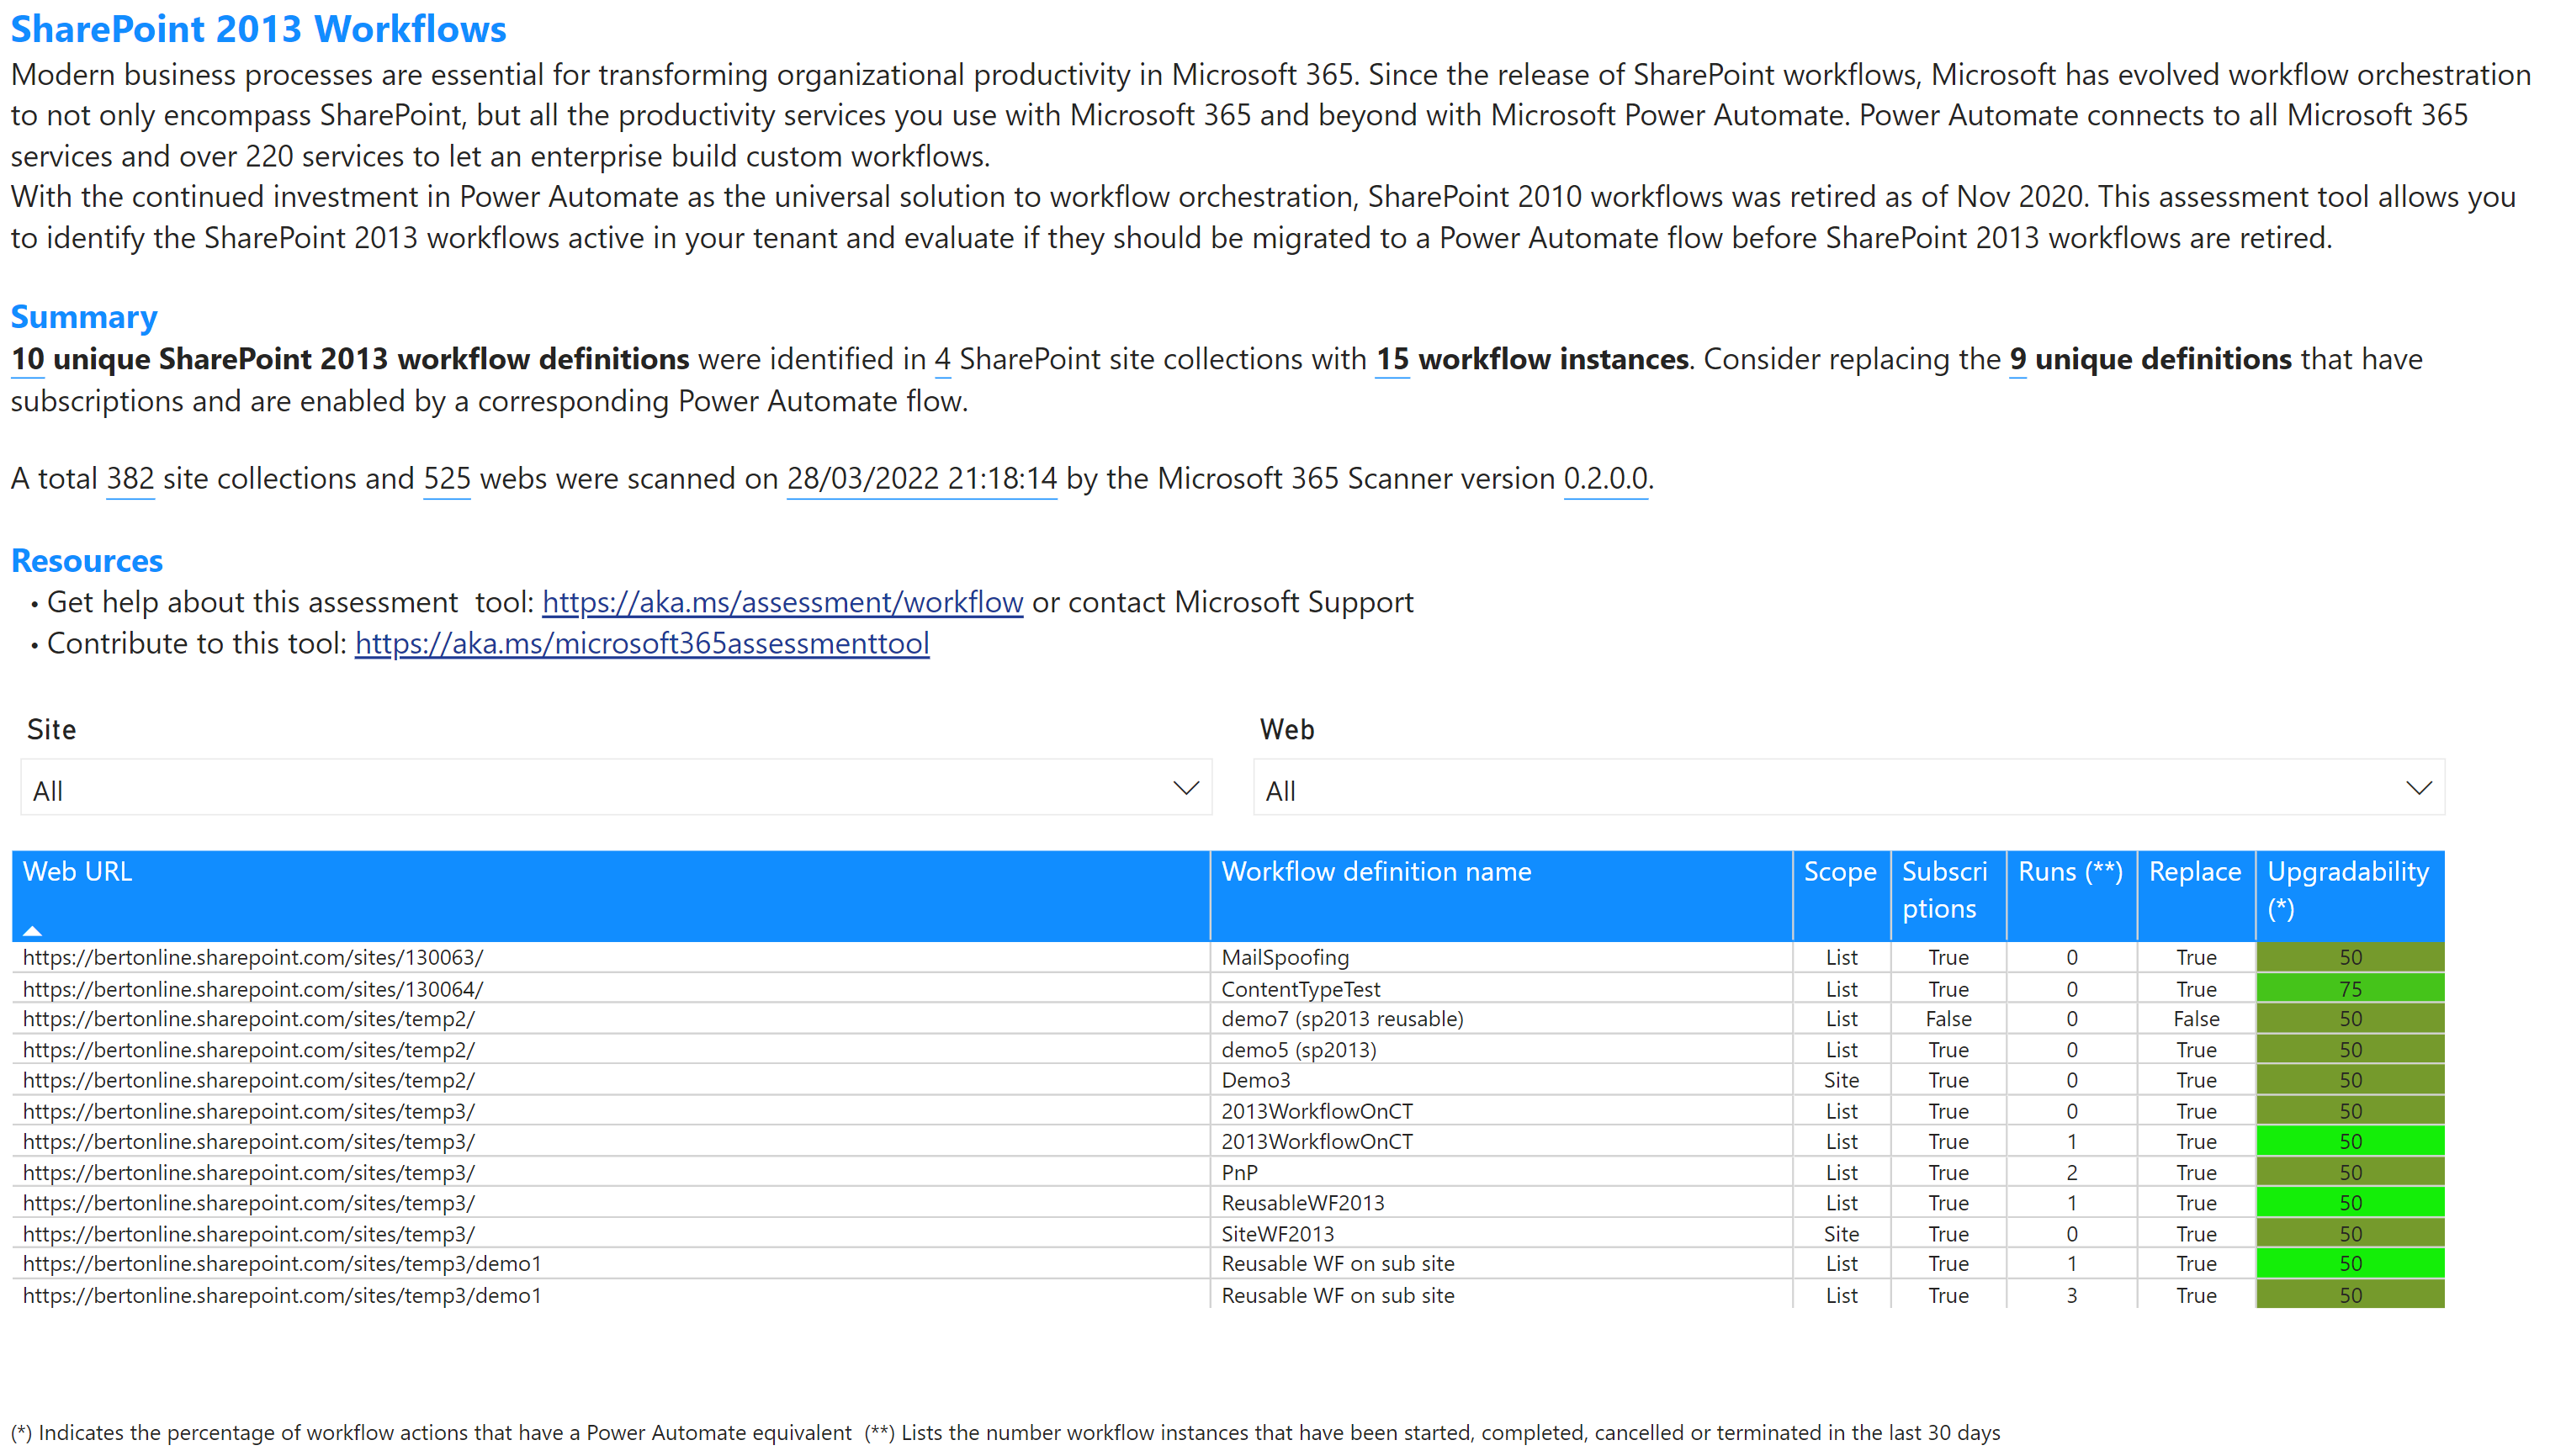 SharePoint 2013 Workflows
Modern business processes are essential for transforming organizational productivity in Microsoft 365. Since the release of SharePoint workflows, Microsoft has evolved workflow orchestration
to not only encompass SharePoint, but all the productivity services you use with Microsoft 365 and beyond with Microsoft Power Automate. Power Automate connects to all Microsoft 365
services and over 220 services to let an enterprise build custom workflows.
With the continued investment in Power Automate as the universal solution to workflow orchestration, SharePoint 2010 workflows was retired as of Nov 2020. This assessment tool allows you
to identify the SharePoint 2013 workflows active in your tenant and evaluate if they should be migrated to a Power Automate flow before SharePoint 2013 workflows are retired.
Summary
10 unique SharePoint 2013 workflow definitions were identified in 4 SharePoint site collections with 15 workflow instances. Consider replacing the 9 unique definitions that have
subscriptions and are enabled by a corresponding Power Automate flow.
A total 382 site collections and 525 webs were scanned on 28/03/2022 21:18:14 by the Microsoft 365 Scanner version 0.2.0.0.
Resources
• Get help about this assessment  tool: https://aka.ms/assessment/workflow or contact Microsoft Support
• Contribute to this tool: https://aka.ms/microsoft365assessmenttool
Site Web
All All
Web URL Workflow definition name Scope Subscri Runs (**) Replace Upgradability
ptions (*)
https://bertonline.sharepoint.com/sites/130063/ MailSpoofing List True 0 True 50
https://bertonline.sharepoint.com/sites/130064/ ContentTypeTest List True 0 True 75
https://bertonline.sharepoint.com/sites/temp2/ demo7 (sp2013 reusable) List False 0 False 50
https://bertonline.sharepoint.com/sites/temp2/ demo5 (sp2013) List True 0 True 50
https://bertonline.sharepoint.com/sites/temp2/ Demo3 Site True 0 True 50
https://bertonline.sharepoint.com/sites/temp3/ 2013WorkflowOnCT List True 0 True 50
https://bertonline.sharepoint.com/sites/temp3/ 2013WorkflowOnCT List True 1 True 50
https://bertonline.sharepoint.com/sites/temp3/ PnP List True 2 True 50
https://bertonline.sharepoint.com/sites/temp3/ ReusableWF2013 List True 1 True 50
https://bertonline.sharepoint.com/sites/temp3/ SiteWF2013 Site True 0 True 50
https://bertonline.sharepoint.com/sites/temp3/demo1 Reusable WF on sub site List True 1 True 50
https://bertonline.sharepoint.com/sites/temp3/demo1 Reusable WF on sub site List True 3 True 50
(*) Indicates the percentage of workflow actions that have a Power Automate equivalent  (**) Lists the number workflow instances that have been started, completed, cancelled or terminated in the last 30 days